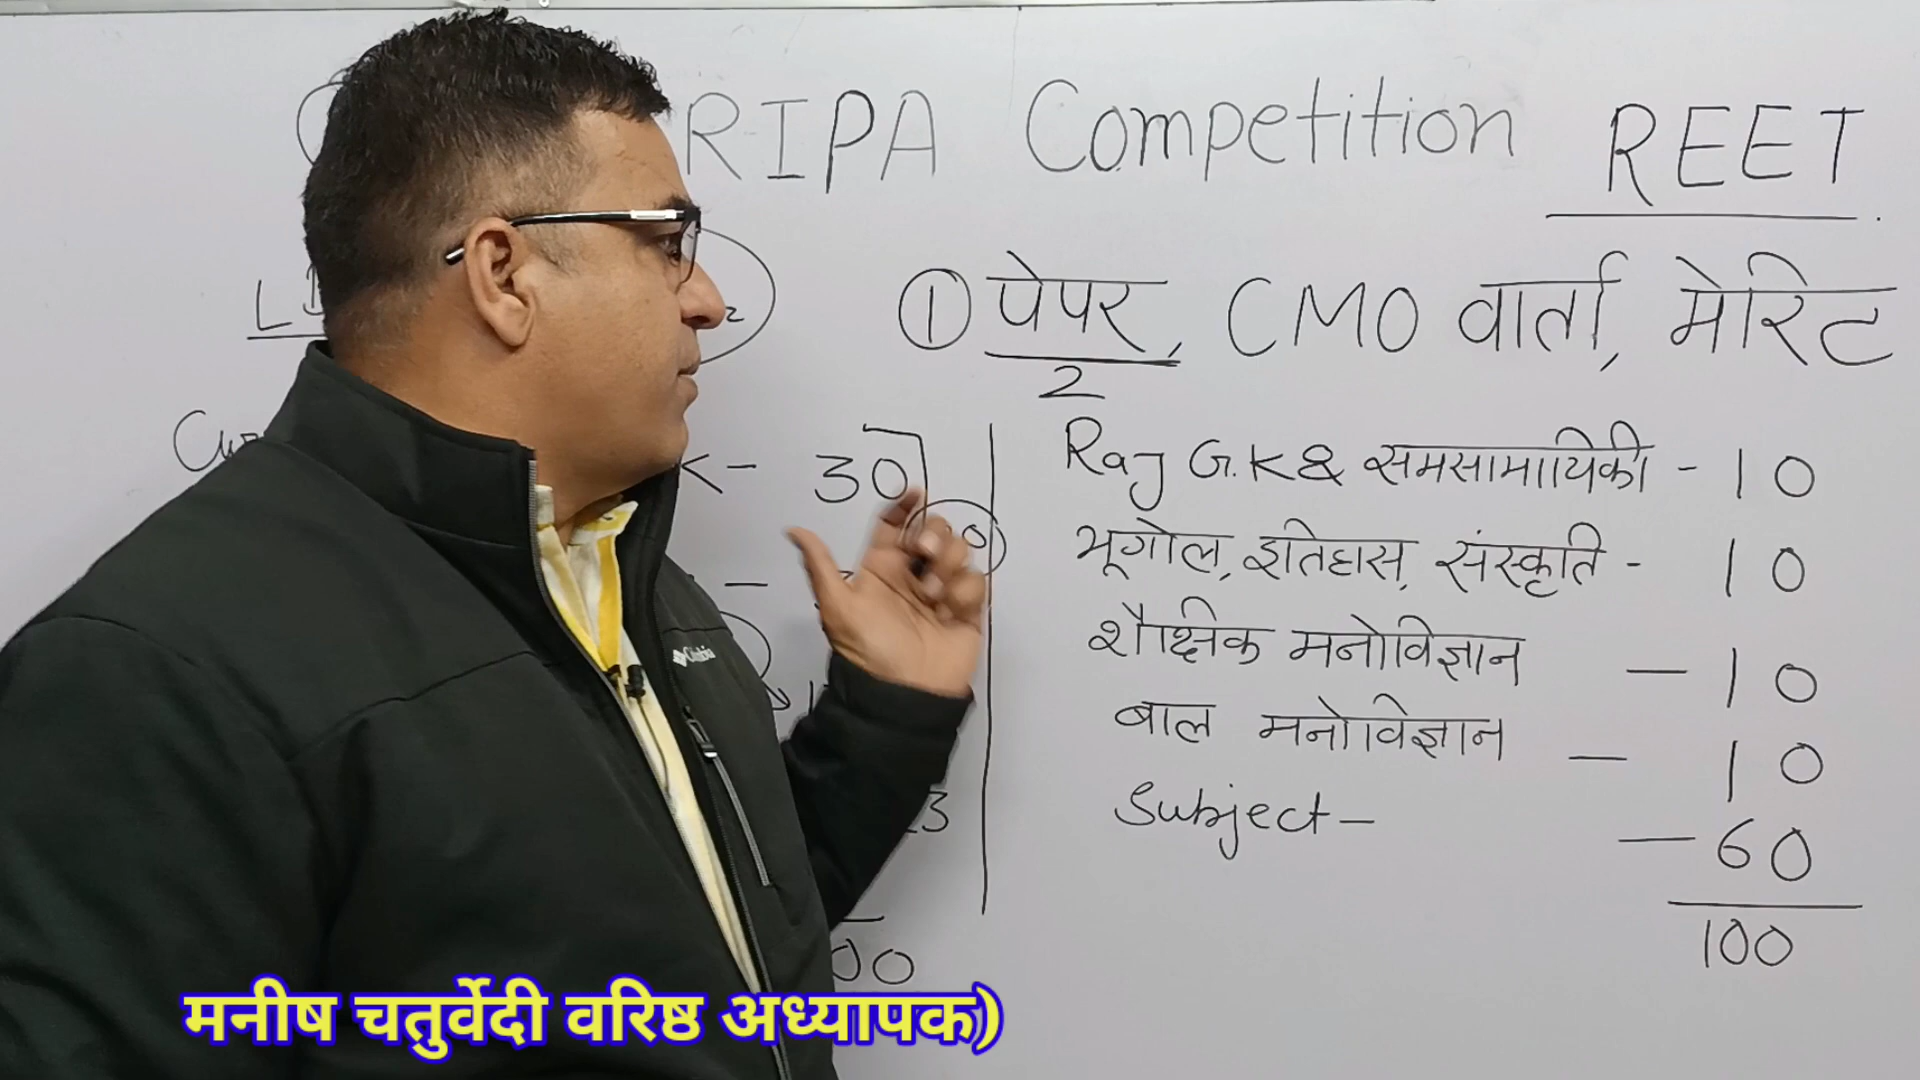 RIPA Competition REET
① पेपर, CMO वार्ता, मेरिट
2
30
Raj G.K & समसामायिकी - 10
भूगोल, इतिहास, संस्कृति - 10
शैक्षिक मनोविज्ञान - 10
बाल मनोविज्ञान - 10
Subject - - 60
100
Columbia
मनीष चतुर्वेदी वरिष्ठ अध्यापक)